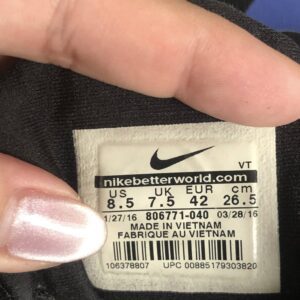 VT
nikebetterworld.com
US UK EUR cm
8.5 7.5 42 26.5
1/27/16 806771-040 03/28/16
MADE IN VIETNAM
FABRIQUE AU VIETNAM
106378807 UPC 00885179303820